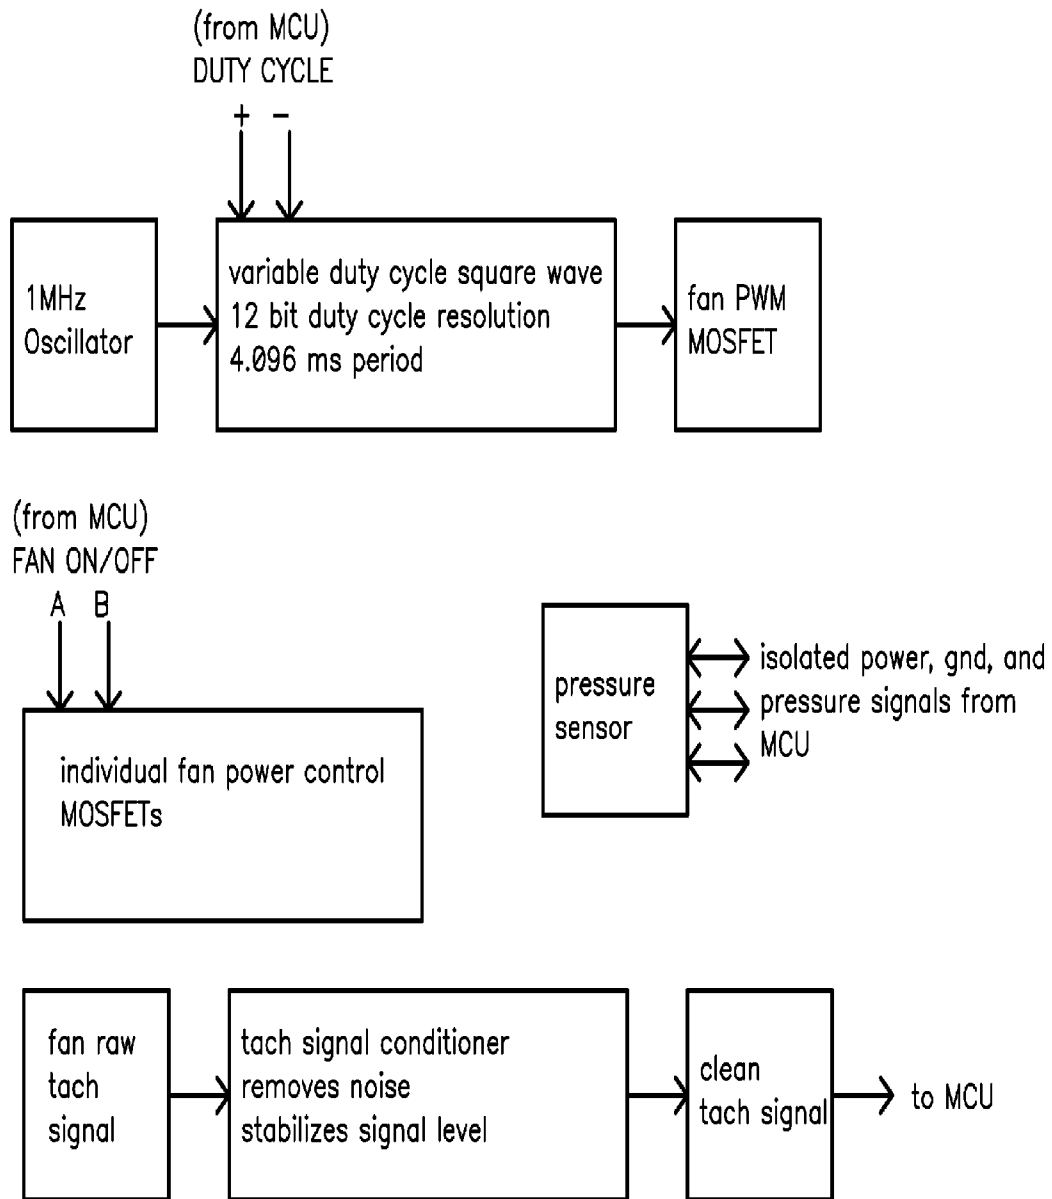 (from MCU)
DUTY CYCLE
+ -
1MHz
Oscillator
variable duty cycle square wave
12 bit duty cycle resolution
4.096 ms period
fan PWM
MOSFET
(from MCU)
FAN ON/OFF
A B
individual fan power control
MOSFETs
pressure
sensor
isolated power, gnd, and
pressure signals from
MCU
fan raw
tach
signal
tach signal conditioner
removes noise
stabilizes signal level
clean
tach signal
to MCU